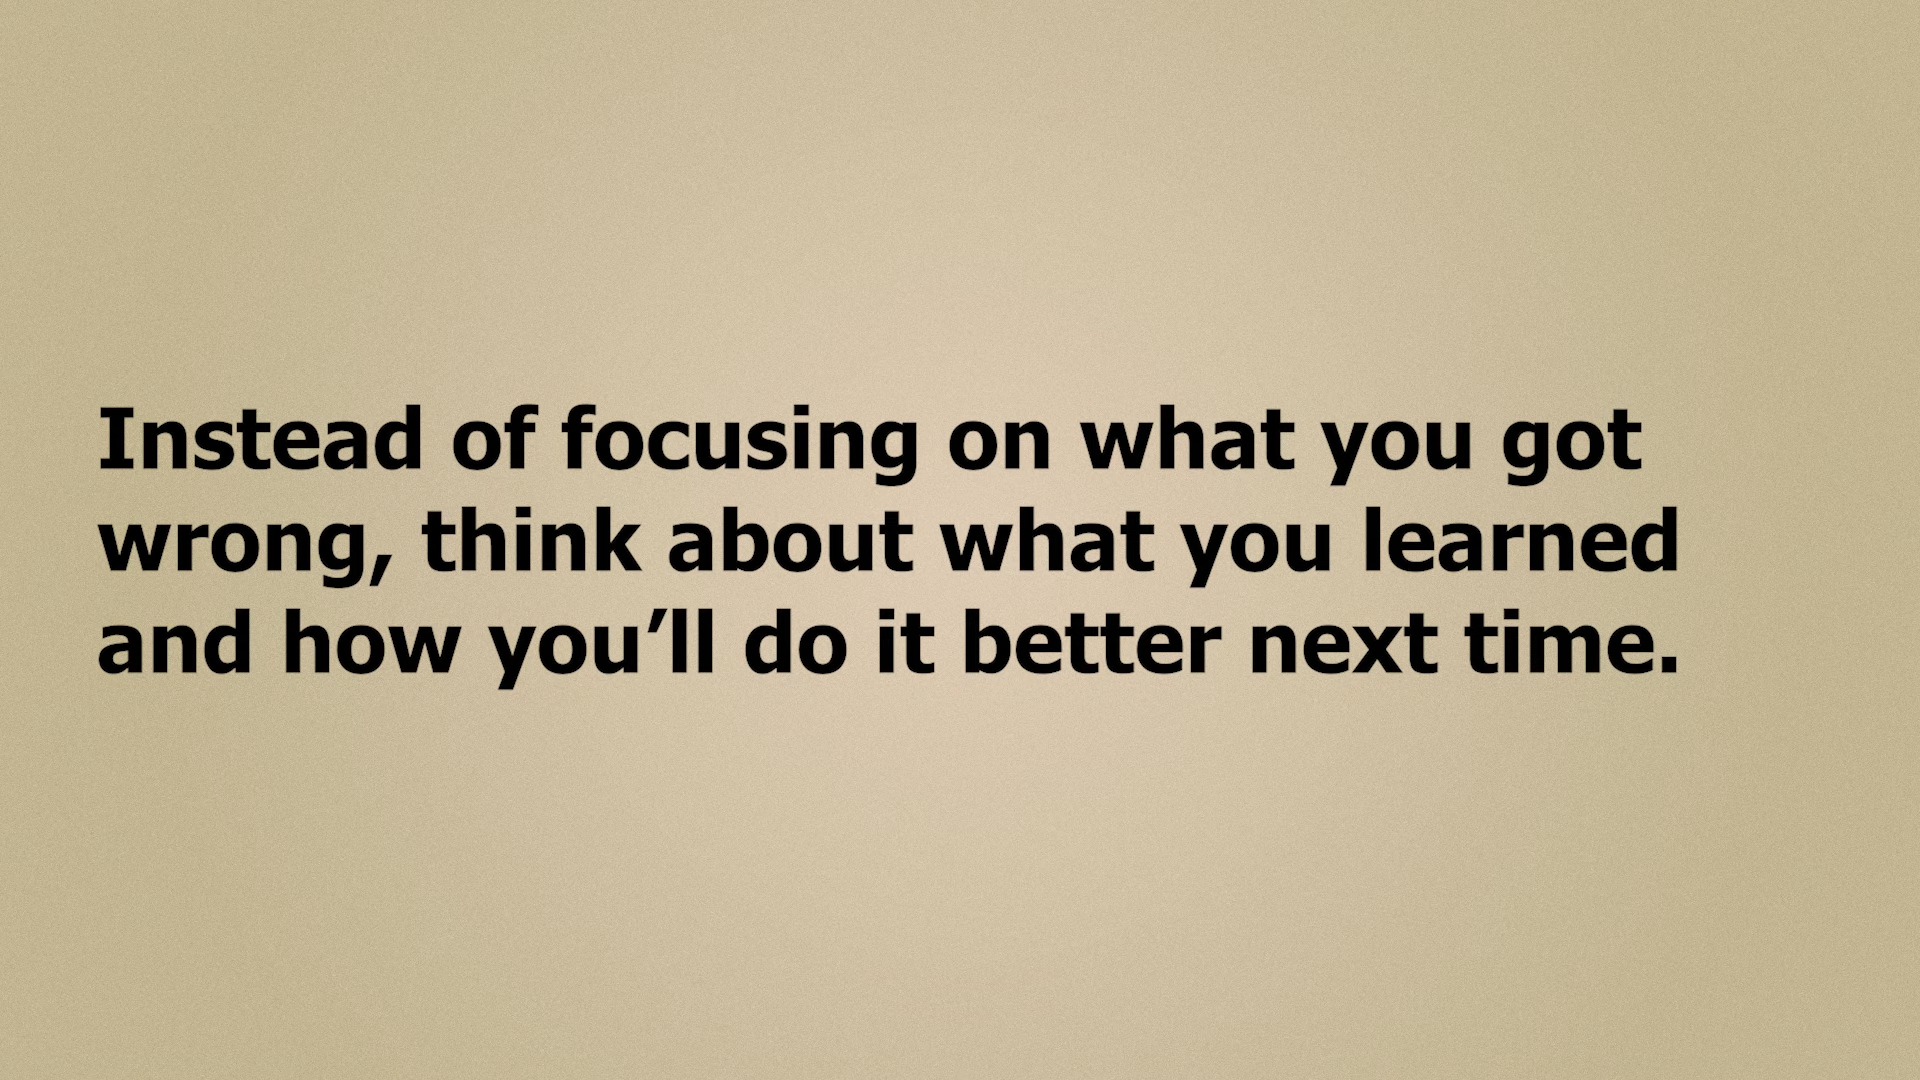 Instead of focusing on what you got
wrong, think about what you learned
and how you’ll do it better next time.